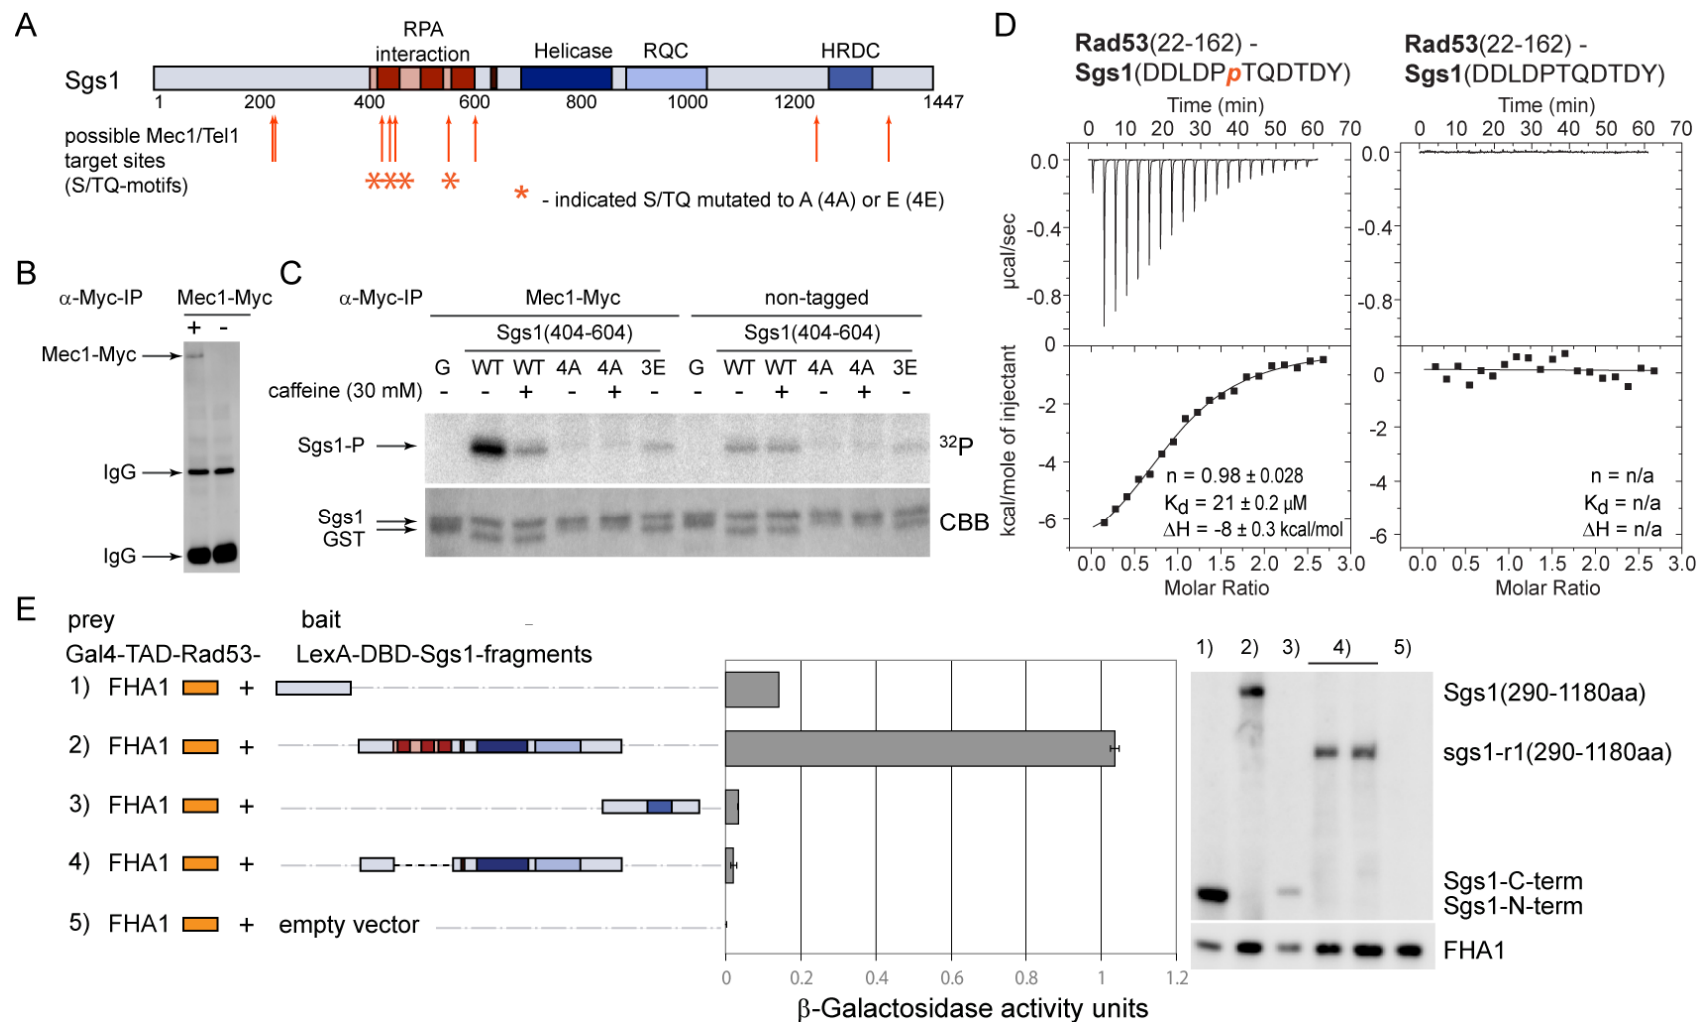 A
RPA
interaction
Helicase
RQC
HRDC
Sgs1
1 200 400 600 800 1000 1200 1447
possible Mec1/Tel1
target sites
(S/TQ-motifs)
* * * *
* - indicated S/TQ mutated to A (4A) or E (4E)
B
α-Myc-IP Mec1-Myc
+ -
Mec1-Myc
IgG
IgG
C
α-Myc-IP Mec1-Myc non-tagged
Sgs1(404-604) Sgs1(404-604)
G WT WT 4A 4A 3E G WT WT 4A 4A 3E
caffeine (30 mM) - - + - + - - - + - + -
Sgs1-P
32P
Sgs1
GST
CBB
D
Rad53(22-162) -
Sgs1(DDLDPpTQDTDY)
Time (min)
0 10 20 30 40 50 60 70
0.0
-0.4
-0.8
µcal/sec
0
-2
-4
-6
kcal/mole of injectant
n = 0.98 ± 0.028
Kd = 21 ± 0.2 µM
ΔH = -8 ± 0.3 kcal/mol
0.0 0.5 1.0 1.5 2.0 2.5 3.0
Molar Ratio
Rad53(22-162) -
Sgs1(DDLDPTQDTDY)
Time (min)
0 10 20 30 40 50 60 70
0.0
-0.4
-0.8
0
-2
-4
-6
n = n/a
Kd = n/a
ΔH = n/a
0.0 0.5 1.0 1.5 2.0 2.5 3.0
Molar Ratio
E
prey bait
Gal4-TAD-Rad53- LexA-DBD-Sgs1-fragments
1) FHA1 +
2) FHA1 +
3) FHA1 +
4) FHA1 +
5) FHA1 + empty vector
0 0.2 0.4 0.6 0.8 1 1.2
β-Galactosidase activity units
1) 2) 3) 4) 5)
Sgs1(290-1180aa)
sgs1-r1(290-1180aa)
Sgs1-C-term
Sgs1-N-term
FHA1